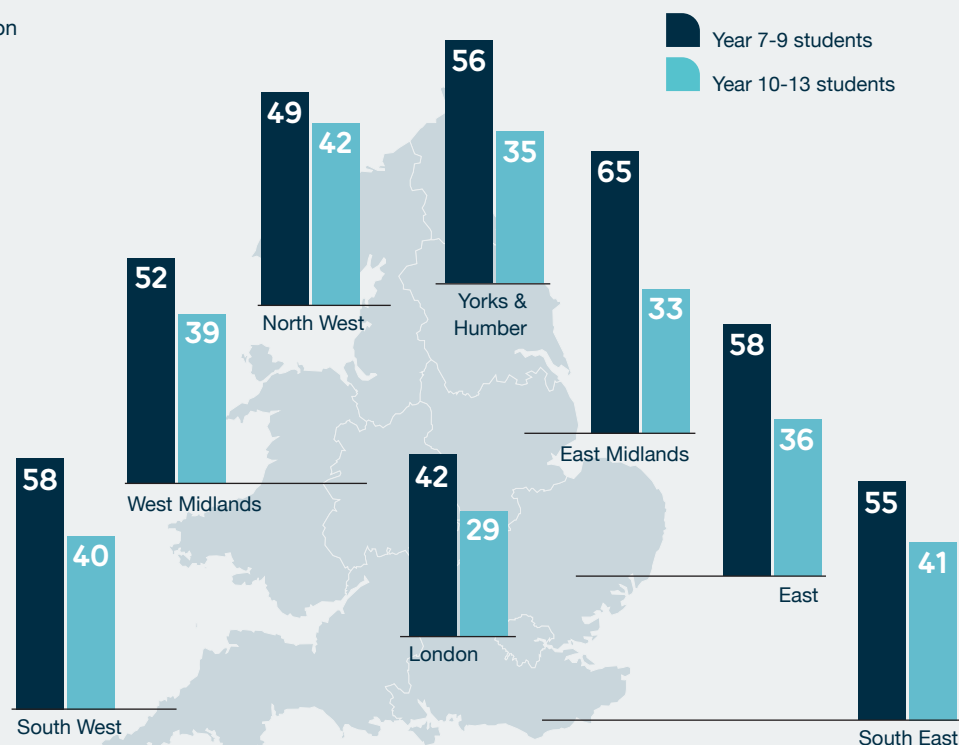 on
Year 7-9 students
Year 10-13 students
56
35
Yorks &
Humber
49
42
North West
65
33
East Midlands
52
39
West Midlands
58
36
East
58
40
South West
42
29
London
55
41
South East